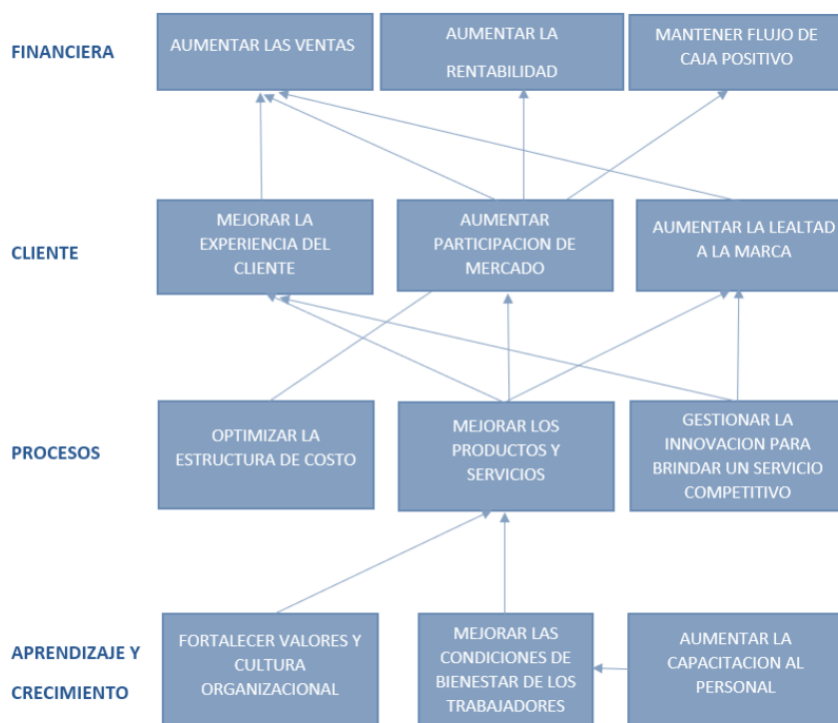 FINANCIERA
AUMENTAR LAS VENTAS
AUMENTAR LA
RENTABILIDAD
MANTENER FLUJO DE
CAJA POSITIVO
CLIENTE
MEJORAR LA
EXPERIENCIA DEL
CLIENTE
AUMENTAR
PARTICIPACION DE
MERCADO
AUMENTAR LA LEALTAD
A LA MARCA
PROCESOS
OPTIMIZAR LA
ESTRUCTURA DE COSTO
MEJORAR LOS
PRODUCTOS Y
SERVICIOS
GESTIONAR LA
INNOVACION PARA
BRINDAR UN SERVICIO
COMPETITIVO
APRENDIZAJE Y
CRECIMIENTO
FORTALECER VALORES Y
CULTURA
ORGANIZACIONAL
MEJORAR LAS
CONDICIONES DE
BIENESTAR DE LOS
TRABAJADORES
AUMENTAR LA
CAPACITACION AL
PERSONAL